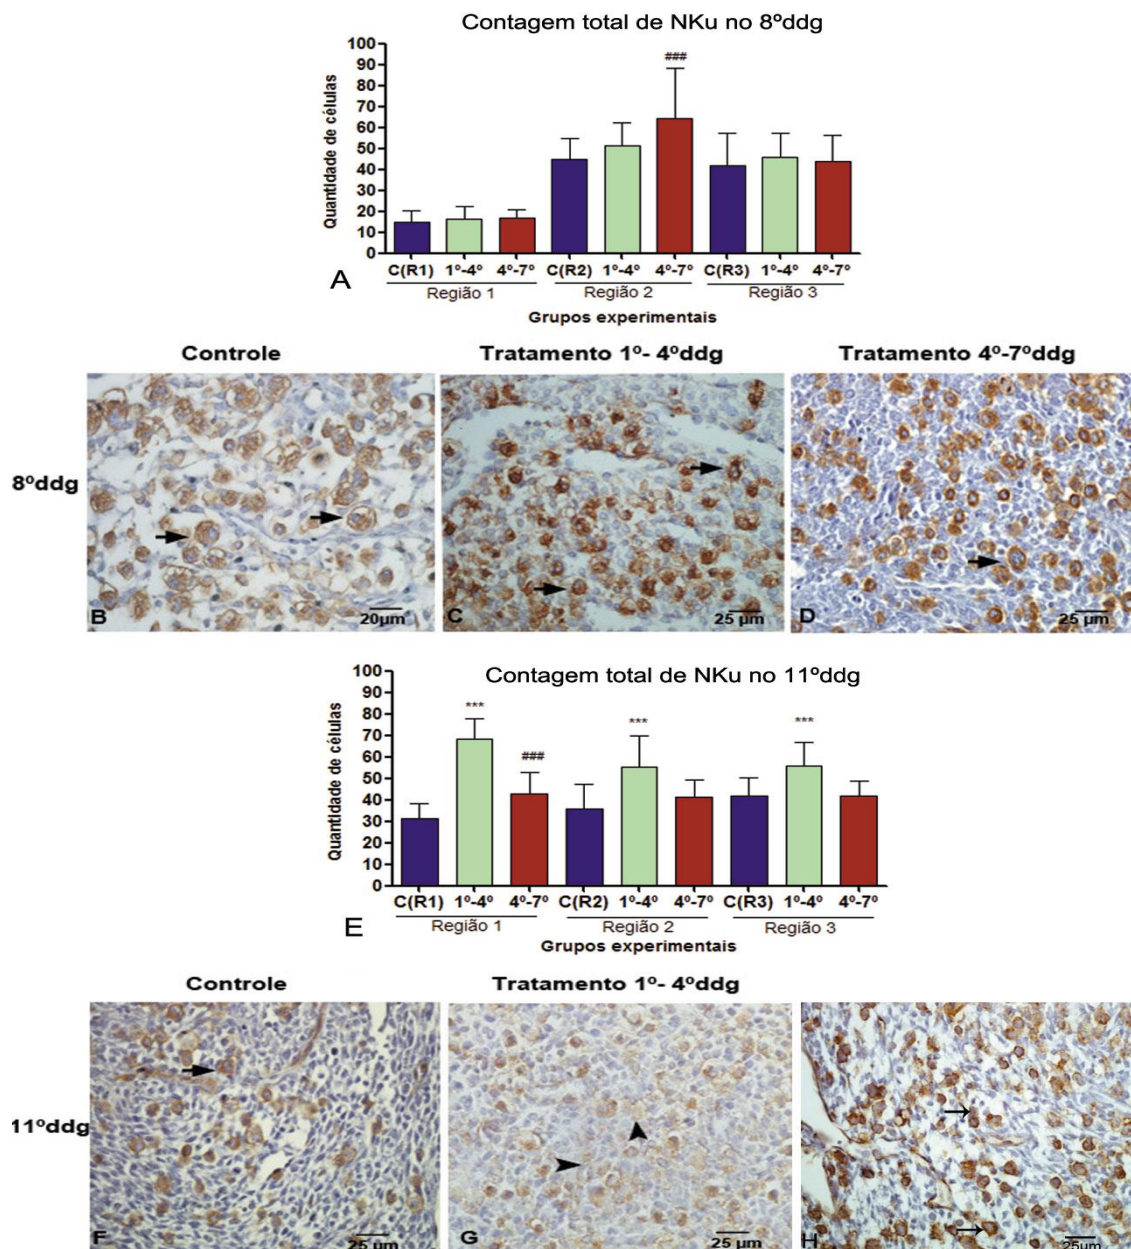 Contagem total de NKu no 8ºddg
Quantidade de células
100
90
80
70
60
50
40
30
20
10
0
###
C(R1) 1º-4º 4º-7º C(R2) 1º-4º 4º-7º C(R3) 1º-4º 4º-7º
Região 1 Região 2 Região 3
Grupos experimentais
A
Controle Tratamento 1º- 4ºddg Tratamento 4º-7ºddg
8ºddg
B 20µm C 25 µm D 25 µm
Contagem total de NKu no 11ºddg
Quantidade de células
100
90
80
70
60
50
40
30
20
10
0
*** ### *** ***
C(R1) 1º-4º 4º-7º C(R2) 1º-4º 4º-7º C(R3) 1º-4º 4º-7º
Região 1 Região 2 Região 3
Grupos experimentais
E
Controle Tratamento 1º- 4ºddg
11ºddg
F 25 µm G 25 µm H 25µm